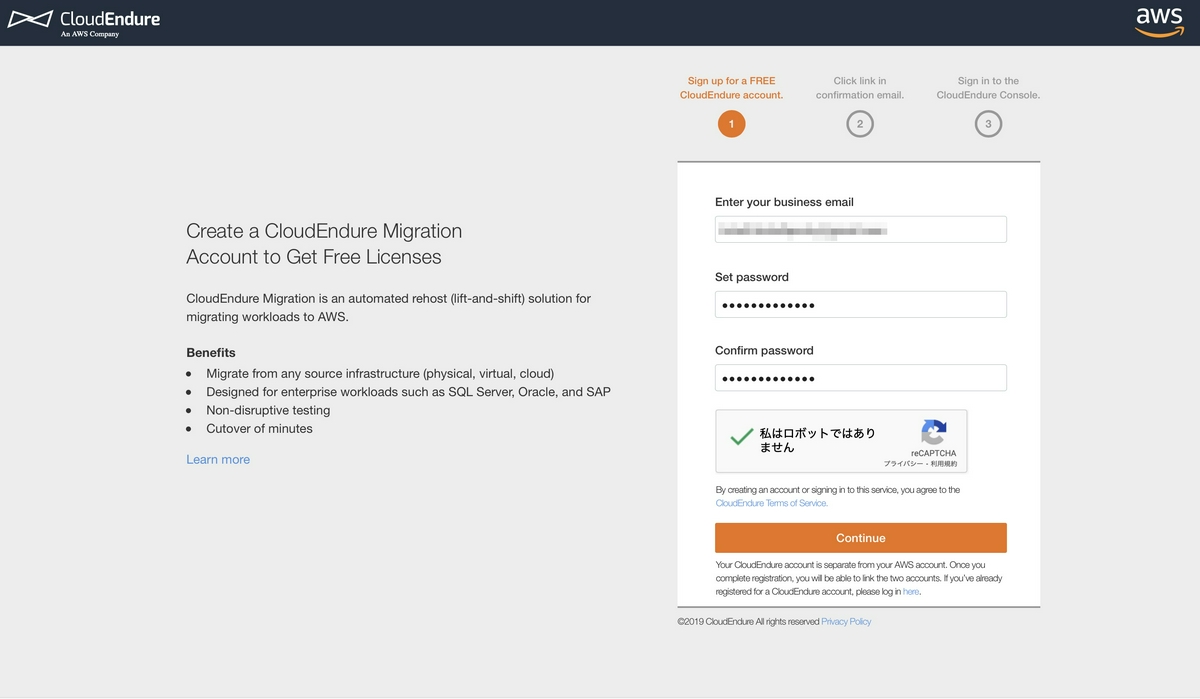 CloudEndure
An AWS Company
aws
Sign up for a FREE
CloudEndure account.
Click link in
confirmation email.
Sign in to the
CloudEndure Console.
1
2
3
Create a CloudEndure Migration
Account to Get Free Licenses
CloudEndure Migration is an automated rehost (lift-and-shift) solution for
migrating workloads to AWS.
Benefits
Migrate from any source infrastructure (physical, virtual, cloud)
Designed for enterprise workloads such as SQL Server, Oracle, and SAP
Non-disruptive testing
Cutover of minutes
Learn more
Enter your business email
Set password
•••••••••••••
Confirm password
•••••••••••••
私はロボットではあり
ません
reCAPTCHA
プライバシー - 利用規約
By creating an account or signing in to this service, you agree to the
CloudEndure Terms of Service.
Continue
Your CloudEndure account is separate from your AWS account. Once you
complete registration, you will be able to link the two accounts. If you've already
registered for a CloudEndure account, please log in here.
©2019 CloudEndure All rights reserved Privacy Policy